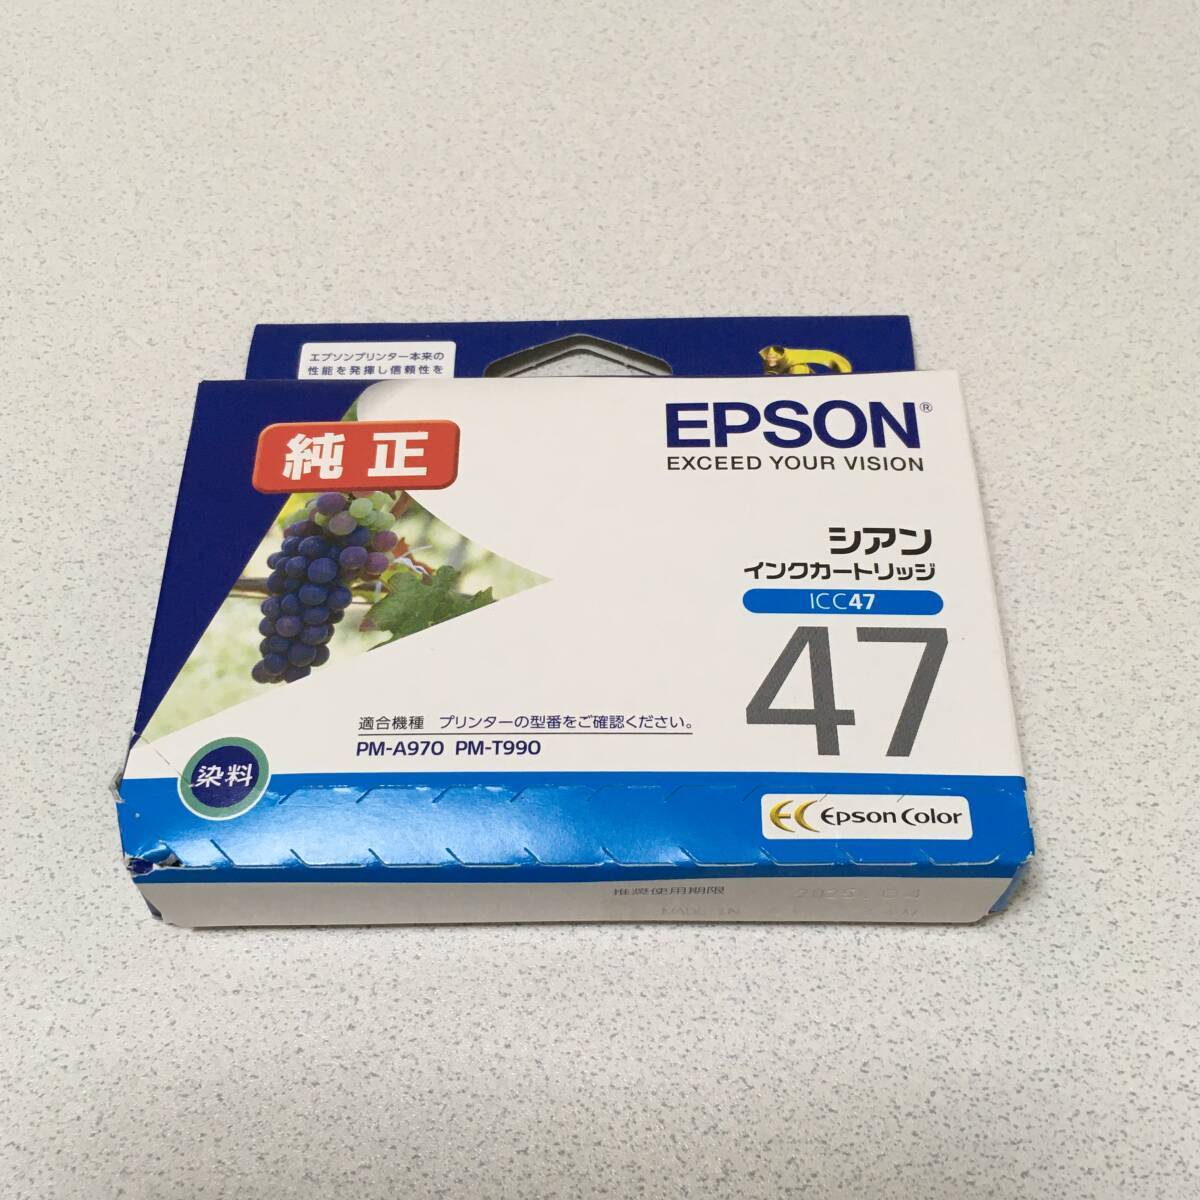 エプソンプリンター本来の
性能を発揮し信頼性を
純正
EPSON®
EXCEED YOUR VISION
シアン
インクカートリッジ
ICC47
47
適合機種 プリンターの型番をご確認ください。
PM-A970 PM-T990
染料
Epson Color
推奨使用期限